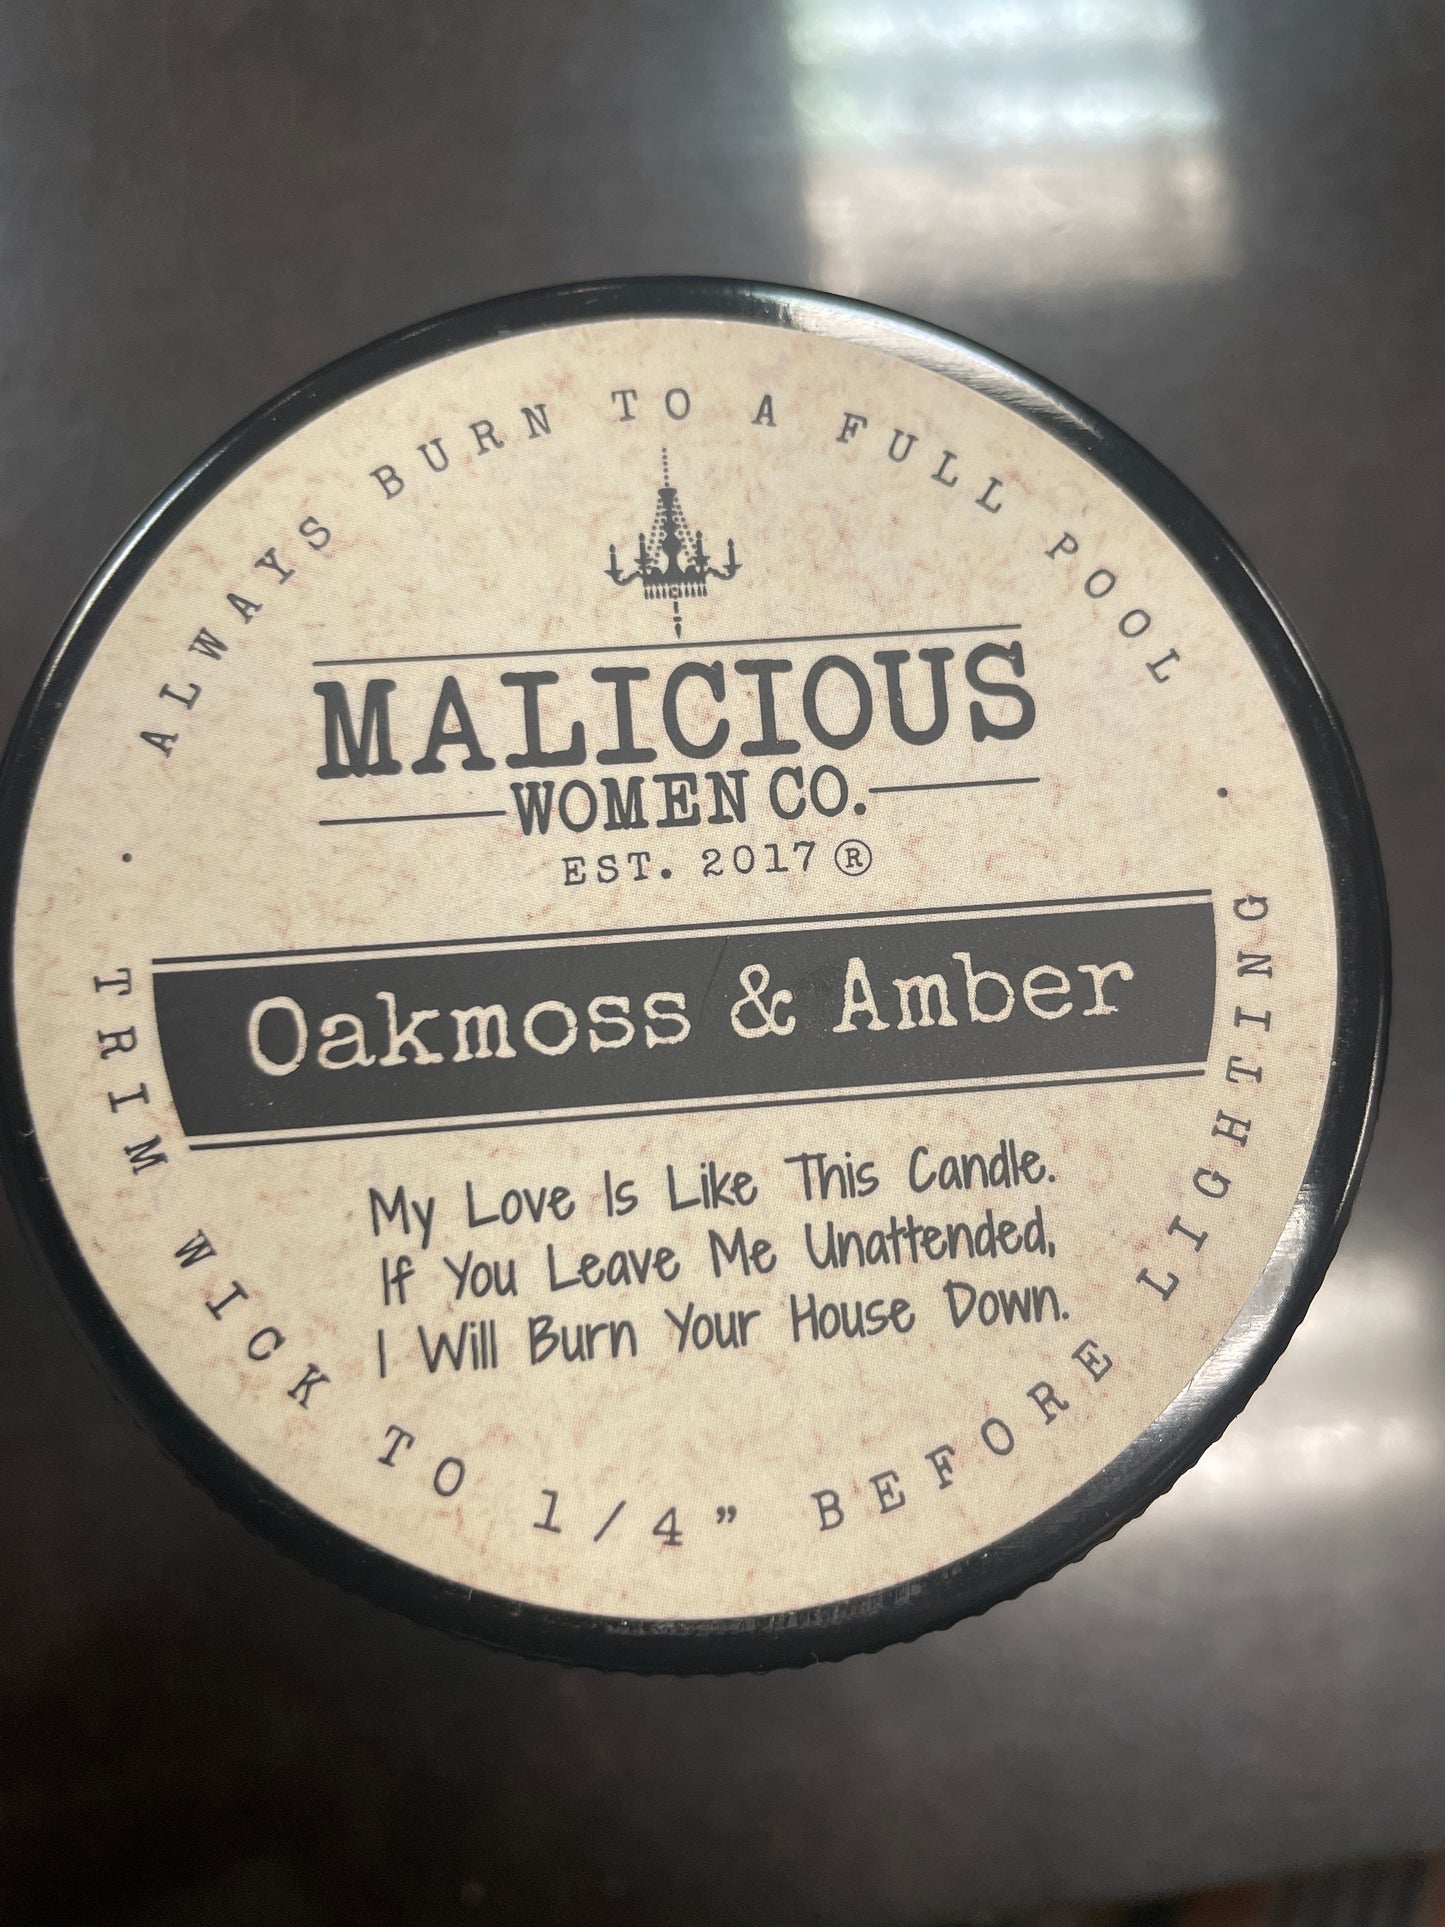 ALWAYS BURN TO A FULL POOL
MALICIOUS
WOMEN CO.
EST. 2017 ®
Oakmoss & Amber
My Love Is Like This Candle.
If You Leave Me Unattended,
I Will Burn Your House Down.
TRIM WICK TO 1/4” BEFORE LIGHTING